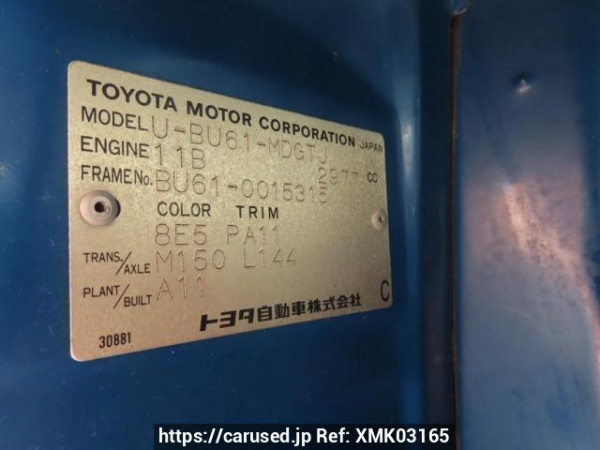 TOYOTA MOTOR CORPORATION JAPAN
MODEL U-BU61-MDGTJ
ENGINE 11B 2977 cc
FRAME No. BU61-0015315
COLOR TRIM
8E5 PA11
TRANS./AXLE M150 L144
PLANT/BUILT A11
C
トヨタ自動車株式会社
30881
https://carused.jp Ref: XMK03165